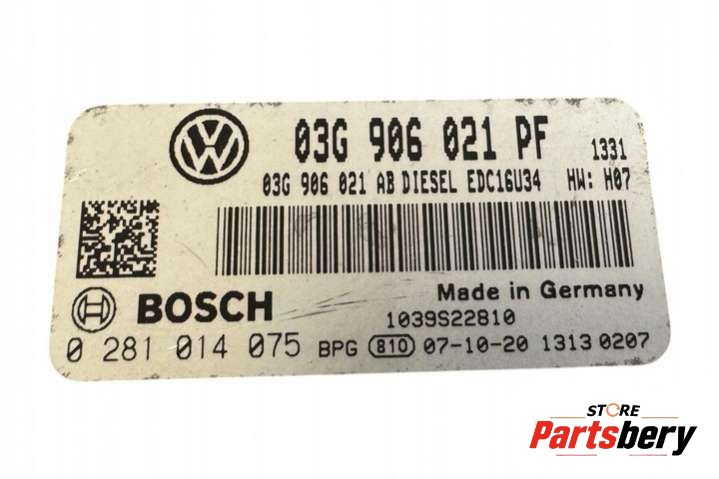 03G 906 021 PF 1331
03G 906 021 AB DIESEL EDC16U34 HW: H07
BOSCH
Made in Germany
1039S22810
0 281 014 075 BPG 810 07-10-20 1313 0207
STORE
Partsbery